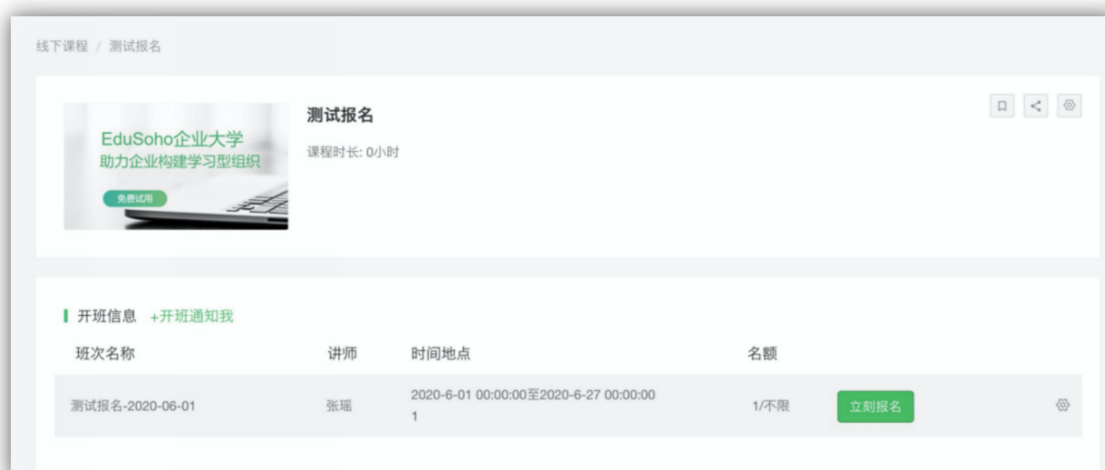 线下课程 / 测试报名
EduSoho企业大学
助力企业构建学习型组织
免费试用
测试报名
课程时长: 0小时
开班信息 +开班通知我
班次名称 讲师 时间地点 名额
测试报名-2020-06-01 张瑶 2020-6-01 00:00:00至2020-6-27 00:00:00 1/不限 立刻报名
1